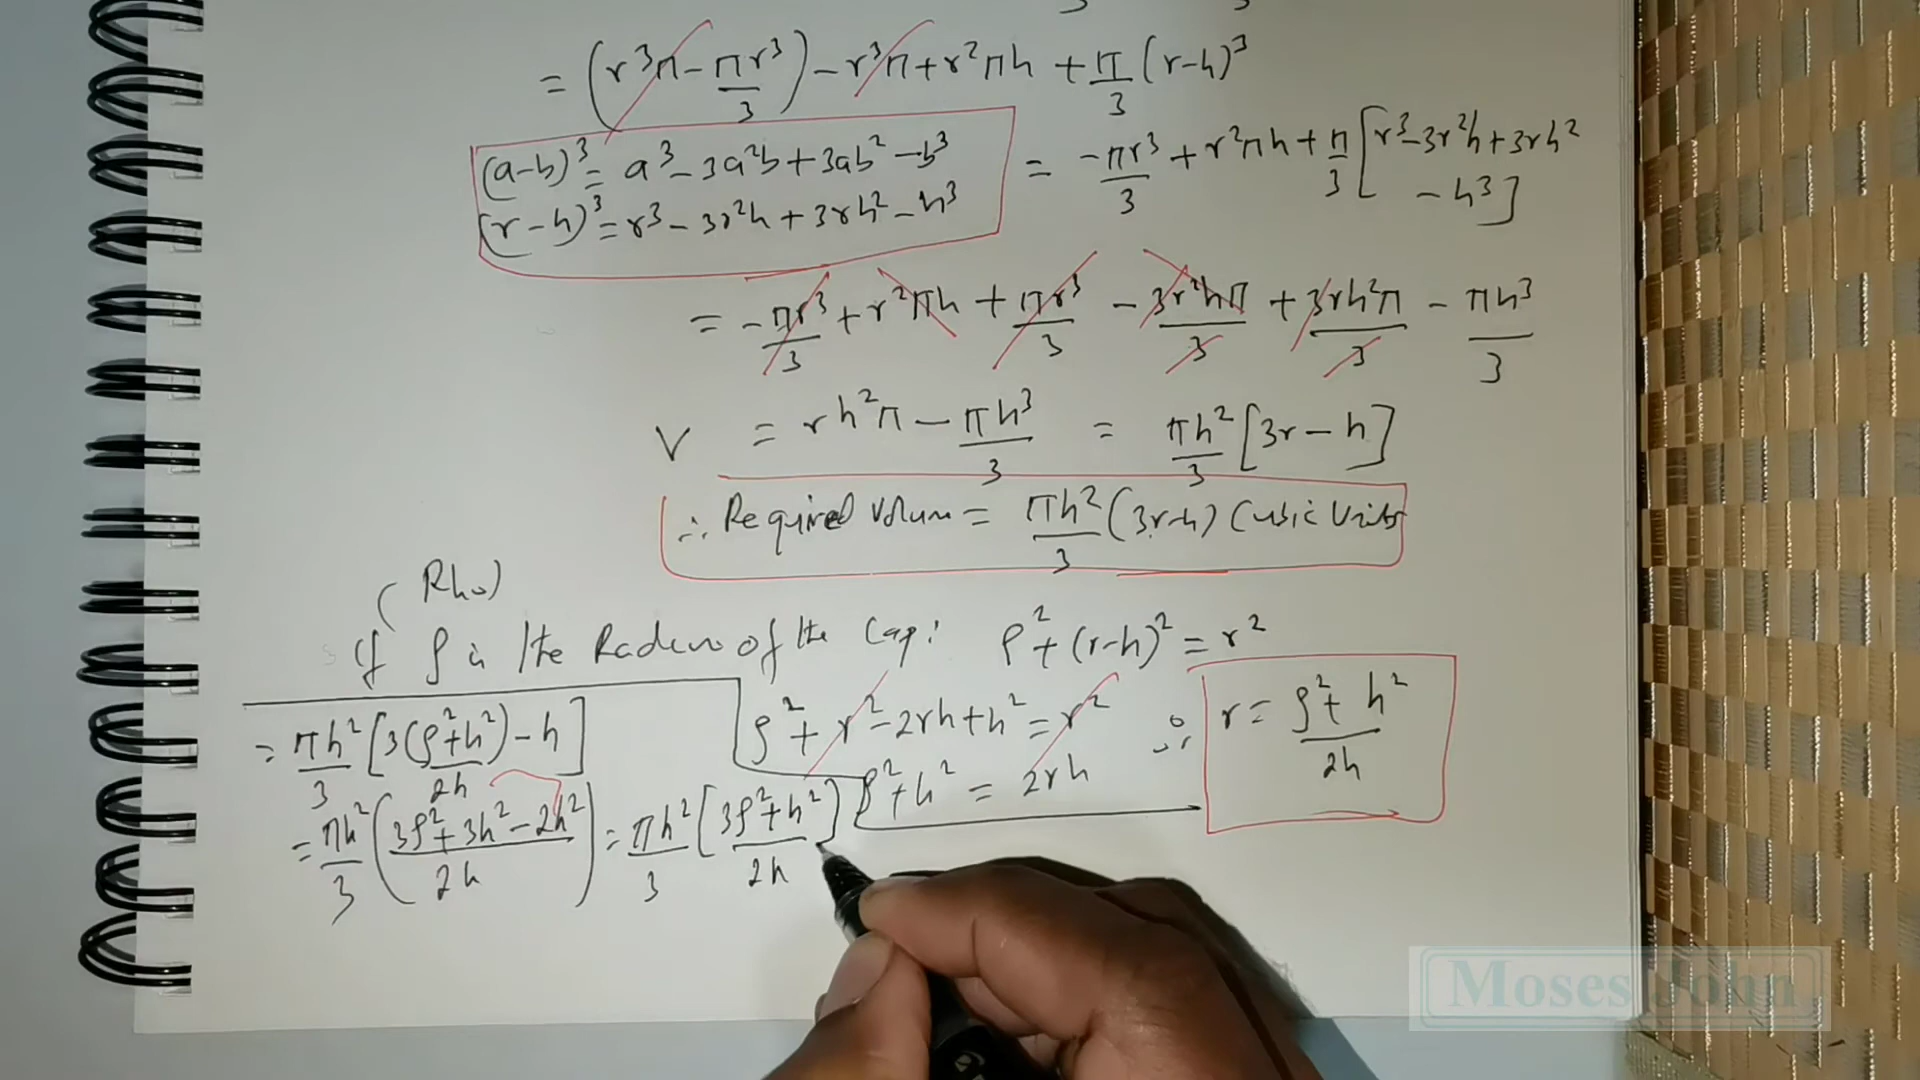 = (r³π - πr³/3) - r³π + r²πh + π/3 (r-h)³
(a-b)³ = a³ - 3a²b + 3ab² - b³
(r-h)³ = r³ - 3r²h + 3rh² - h³
= -πr³/3 + r²πh + π/3 [r³ - 3r²h + 3rh² - h³]
= -πr³/3 + r²πh + πr³/3 - 3r²hπ/3 + 3rh²π/3 - πh³/3
V = rh²π - πh³/3 = πh²/3 [3r - h]
∴ Required Volum = πh²/3 (3r-h) Cubic Units
(Rho)
If ρ is the Radius of the Cap: ρ² + (r-h)² = r²
ρ² + r² - 2rh + h² = r²
ρ² + h² = 2rh
∴ r = ρ² + h²/2h
= πh²/3 [3(ρ²+h²)/2h - h]
= πh²/3 (3ρ² + 3h² - 2h²/2h) = πh²/3 [3ρ² + h²/2h]
Moses John